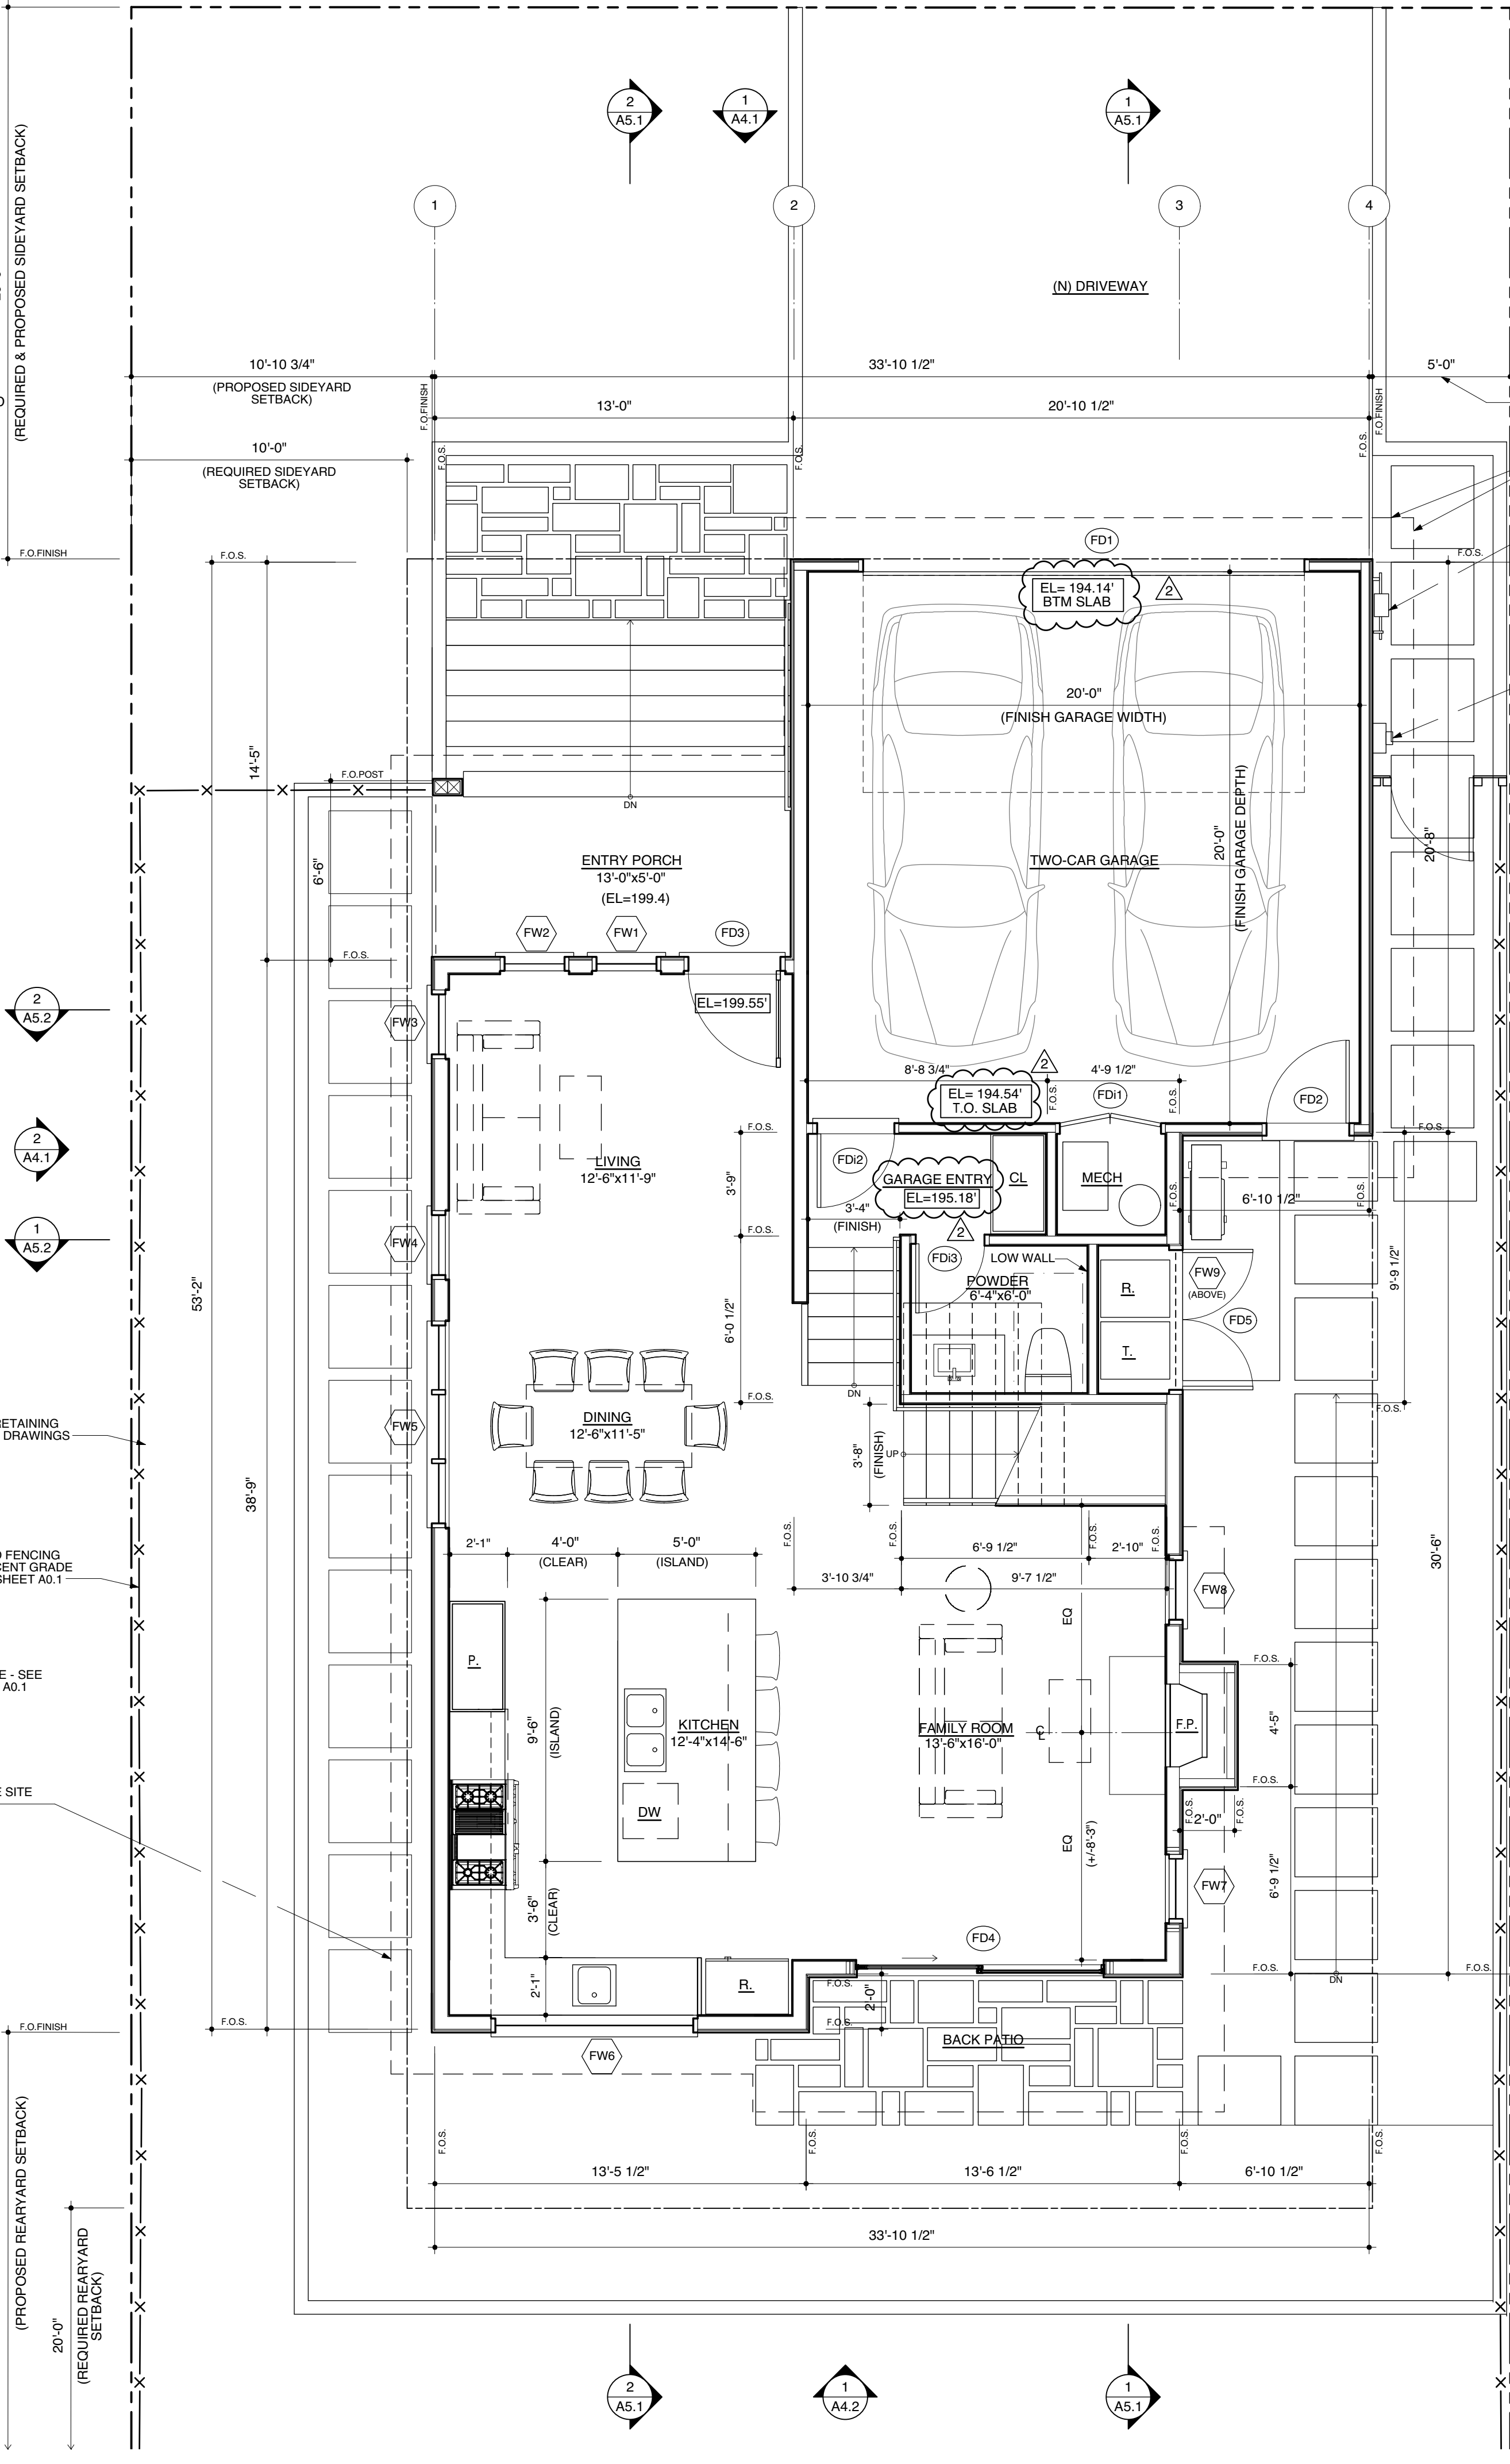 2
A5.1
1
A4.1
1
A5.1
(REQUIRED & PROPOSED SIDEYARD SETBACK)
1
2
3
4
(N) DRIVEWAY
10'-10 3/4"
(PROPOSED SIDEYARD
SETBACK)
33'-10 1/2"
5'-0"
13'-0"
20'-10 1/2"
F.O.FINISH
F.O.FINISH
10'-0"
(REQUIRED SIDEYARD
SETBACK)
F.O.S.
F.O.S.
F.O.S.
F.O.FINISH
F.O.S.
F.O.S.
FD1
EL= 194.14'
BTM SLAB
2
20'-0"
(FINISH GARAGE WIDTH)
14'-5"
F.O.POST
DN
6'-6"
ENTRY PORCH
13'-0"x5'-0"
(EL=199.4)
TWO-CAR GARAGE
20'-0"
(FINISH GARAGE DEPTH)
20'-8"
FW2
FW1
FD3
F.O.S.
2
A5.2
FW3
EL=199.55'
8'-8 3/4"
2
4'-9 1/2"
EL= 194.54'
T.O. SLAB
F.O.S.
FDi1
F.O.S.
FD2
2
A4.1
F.O.S.
F.O.S.
LIVING
12'-6"x11'-9"
3'-9"
FDi2
GARAGE ENTRY
EL=195.18'
CL
MECH
3'-4"
(FINISH)
F.O.S.
6'-10 1/2"
F.O.S.
1
A5.2
FW4
F.O.S.
2
FDi3
LOW WALL
POWDER
6'-4"x6'-0"
R.
FW9
(ABOVE)
9'-9 1/2"
53'-2"
6'-0 1/2"
FD5
T.
F.O.S.
DN
F.O.S.
RETAINING
DRAWINGS
FW5
DINING
12'-6"x11'-5"
3'-8"
(FINISH)
UP
38'-9"
FENCING
CENT GRADE
SHEET A0.1
2'-1"
4'-0"
(CLEAR)
5'-0"
(ISLAND)
F.O.S.
F.O.S.
6'-9 1/2"
F.O.S.
2'-10"
F.O.S.
30'-6"
3'-10 3/4"
9'-7 1/2"
FW8
EQ
P.
E - SEE
A0.1
9'-6"
(ISLAND)
KITCHEN
12'-4"x14'-6"
FAMILY ROOM
13'-6"x16'-0"
CL
F.P.
F.O.S.
4'-5"
F.O.S.
SITE
DW
F.O.S.
2'-0"
F.O.S.
EQ
(+/-8'-3")
3'-6"
(CLEAR)
FW7
6'-9 1/2"
FD4
2'-1"
R.
F.O.S.
2'-0"
F.O.S.
F.O.S.
F.O.S.
DN
F.O.FINISH
F.O.S.
FW6
BACK PATIO
(PROPOSED REARYARD SETBACK)
20'-0"
(REQUIRED REARYARD
SETBACK)
F.O.S.
F.O.S.
F.O.S.
F.O.S.
13'-5 1/2"
13'-6 1/2"
6'-10 1/2"
33'-10 1/2"
2
A5.1
1
A4.2
1
A5.1